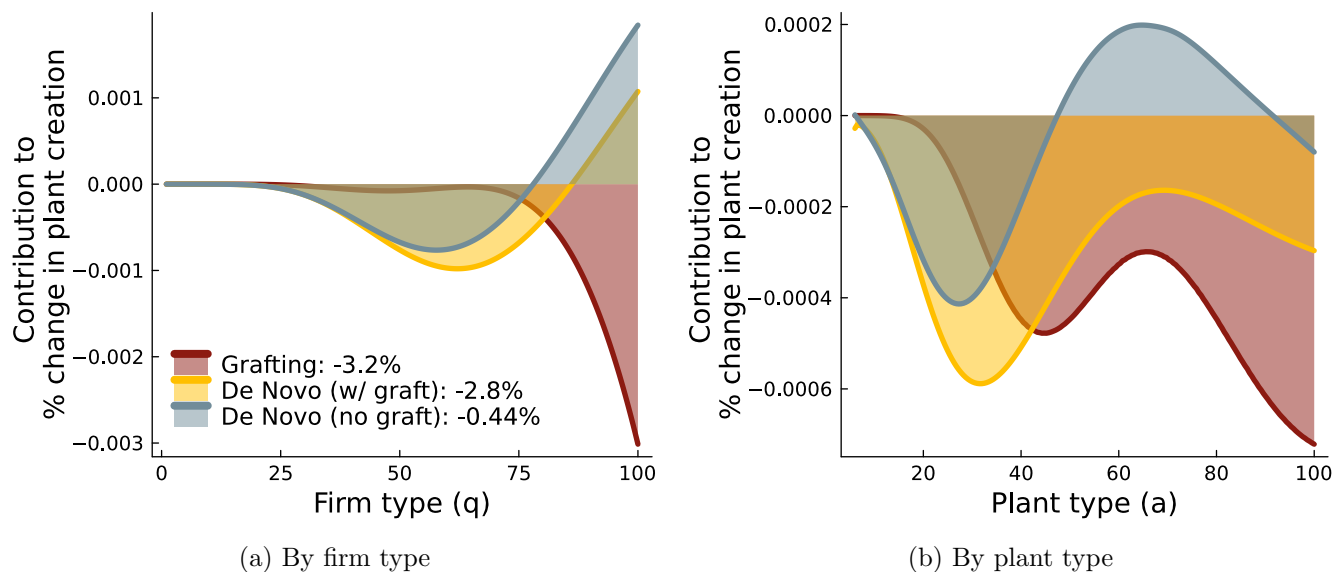 Contribution to
% change in plant creation
0.001
0.000
−0.001
−0.002
−0.003
Grafting: -3.2%
De Novo (w/ graft): -2.8%
De Novo (no graft): -0.44%
0
25
50
75
100
Firm type (q)
(a) By firm type
Contribution to
% change in plant creation
0.0002
0.0000
−0.0002
−0.0004
−0.0006
20
40
60
80
100
Plant type (a)
(b) By plant type